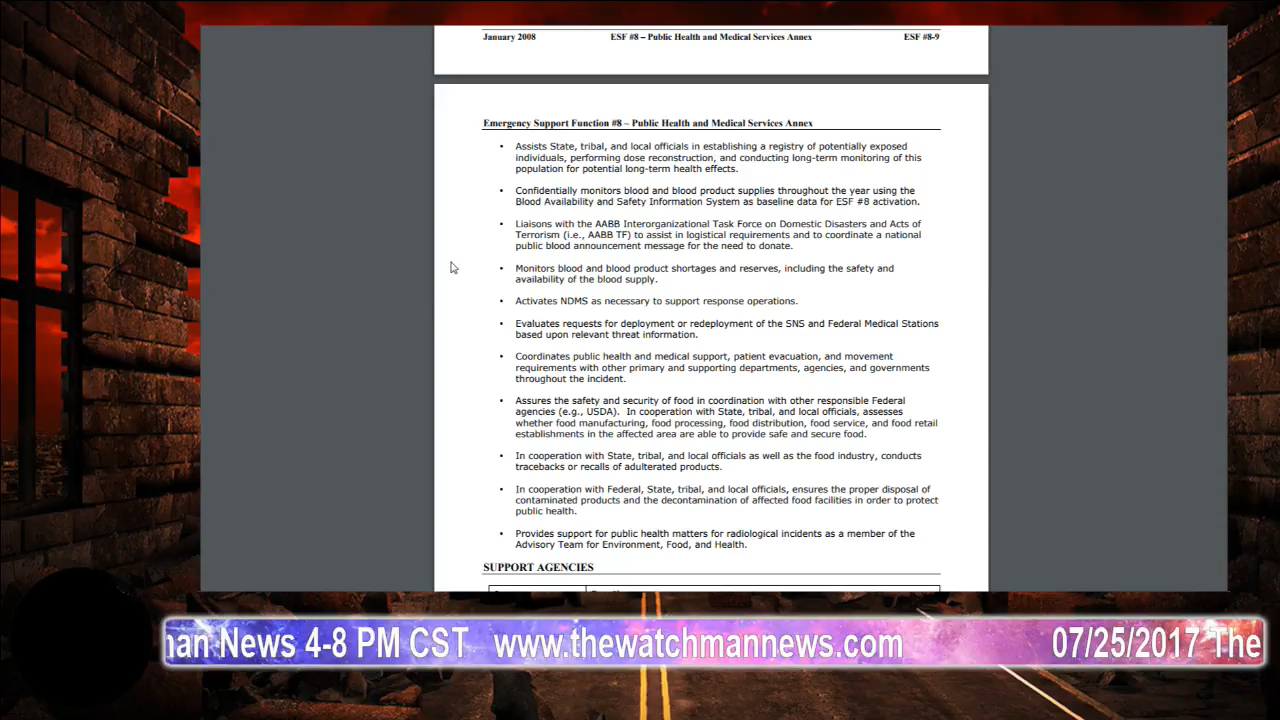 January 2008 ESF #8 – Public Health and Medical Services Annex ESF #8-9
Emergency Support Function #8 – Public Health and Medical Services Annex
• Assists State, tribal, and local officials in establishing a registry of potentially exposed
individuals, performing dose reconstruction, and conducting long-term monitoring of this
population for potential long-term health effects.
• Confidentially monitors blood and blood product supplies throughout the year using the
Blood Availability and Safety Information System as baseline data for ESF #8 activation.
• Liaisons with the AABB Interorganizational Task Force on Domestic Disasters and Acts of
Terrorism (i.e., AABB TF) to assist in logistical requirements and to coordinate a national
public blood announcement message for the need to donate.
• Monitors blood and blood product shortages and reserves, including the safety and
availability of the blood supply.
• Activates NDMS as necessary to support response operations.
• Evaluates requests for deployment or redeployment of the SNS and Federal Medical Stations
based upon relevant threat information.
• Coordinates public health and medical support, patient evacuation, and movement
requirements with other primary and supporting departments, agencies, and governments
throughout the incident.
• Assures the safety and security of food in coordination with other responsible Federal
agencies (e.g., USDA). In cooperation with State, tribal, and local officials, assesses
whether food manufacturing, food processing, food distribution, food service, and food retail
establishments in the affected area are able to provide safe and secure food.
• In cooperation with State, tribal, and local officials as well as the food industry, conducts
tracebacks or recalls of adulterated products.
• In cooperation with Federal, State, tribal, and local officials, ensures the proper disposal of
contaminated products and the decontamination of affected food facilities in order to protect
public health.
• Provides support for public health matters for radiological incidents as a member of the
Advisory Team for Environment, Food, and Health.
SUPPORT AGENCIES
News 4-8 PM CST www.thewatchmannews.com 07/25/2017 The